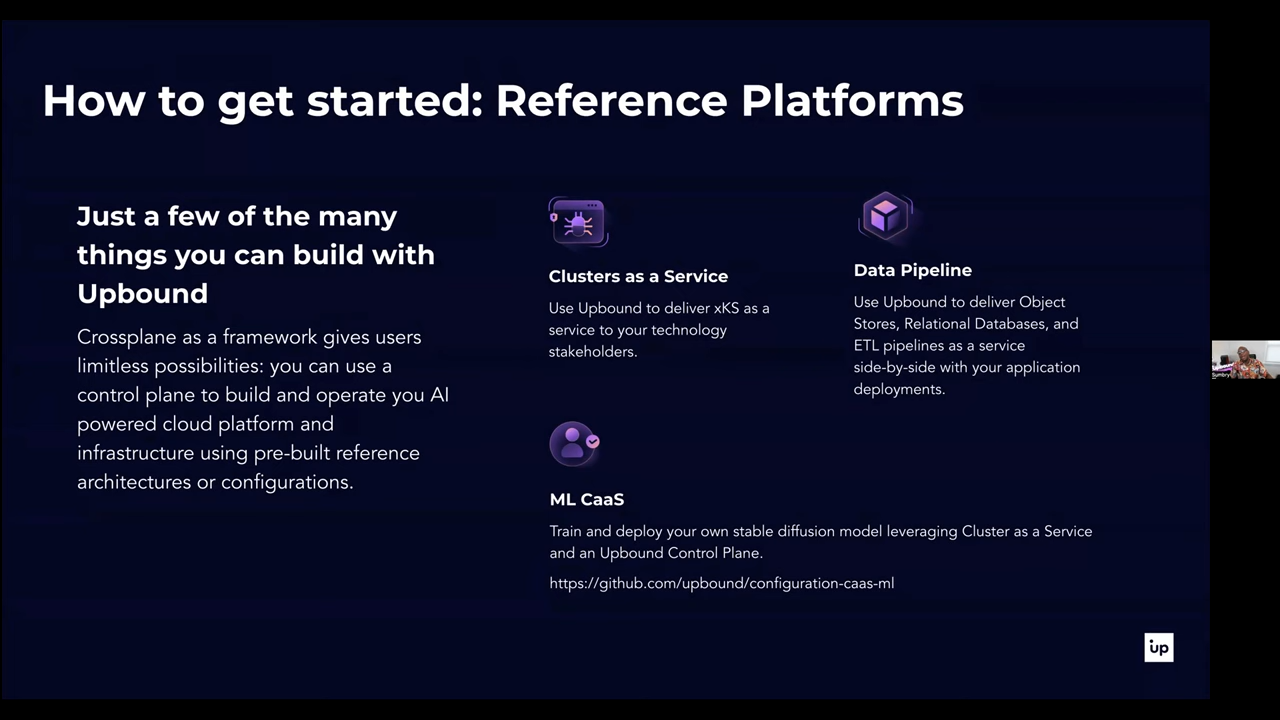 How to get started: Reference Platforms
Just a few of the many
things you can build with
Upbound
Crossplane as a framework gives users
limitless possibilities: you can use a
control plane to build and operate you AI
powered cloud platform and
infrastructure using pre-built reference
architectures or configurations.
Clusters as a Service
Use Upbound to deliver xKS as a
service to your technology
stakeholders.
Data Pipeline
Use Upbound to deliver Object
Stores, Relational Databases, and
ETL pipelines as a service
side-by-side with your application
deployments.
ML CaaS
Train and deploy your own stable diffusion model leveraging Cluster as a Service
and an Upbound Control Plane.
https://github.com/upbound/configuration-caas-ml
up